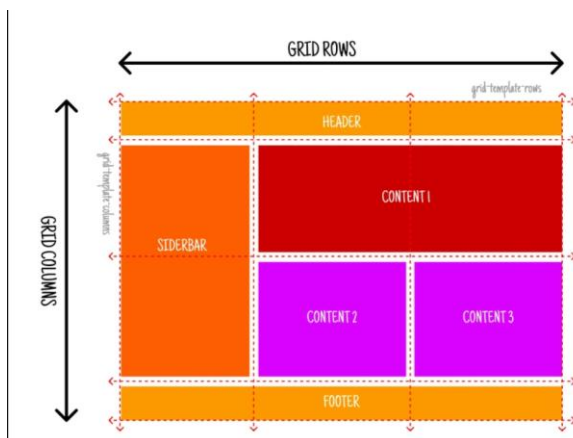 GRID ROWS
grid-template-rows
HEADER
grid-template-columns
GRID COLUMNS
CONTENT 1
SIDERBAR
CONTENT 2
CONTENT 3
FOOTER